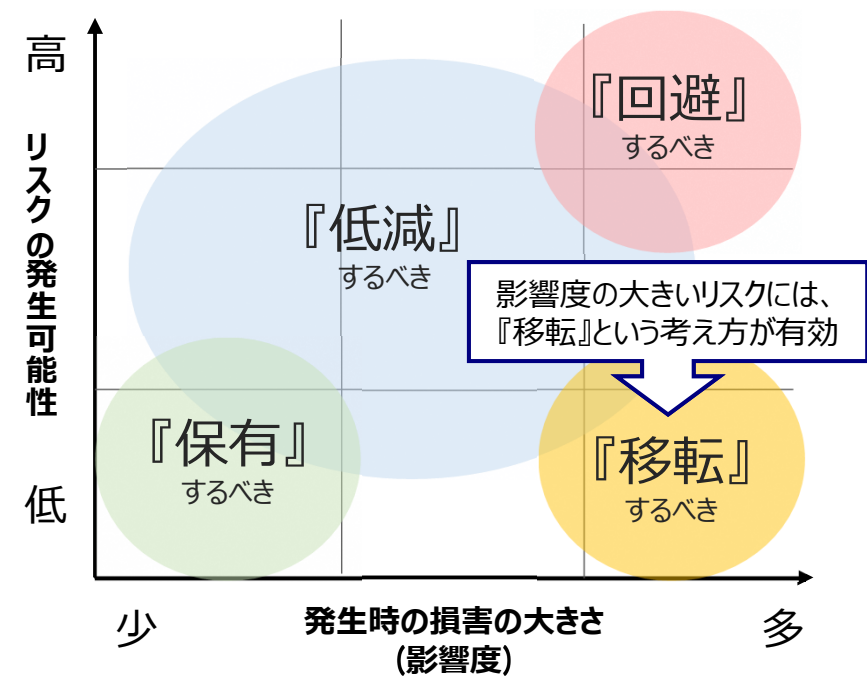 高
リスクの発生可能性
低
『回避』
するべき
『低減』
するべき
影響度の大きいリスクには、
『移転』という考え方が有効
『保有』
するべき
『移転』
するべき
少
発生時の損害の大きさ
(影響度)
多